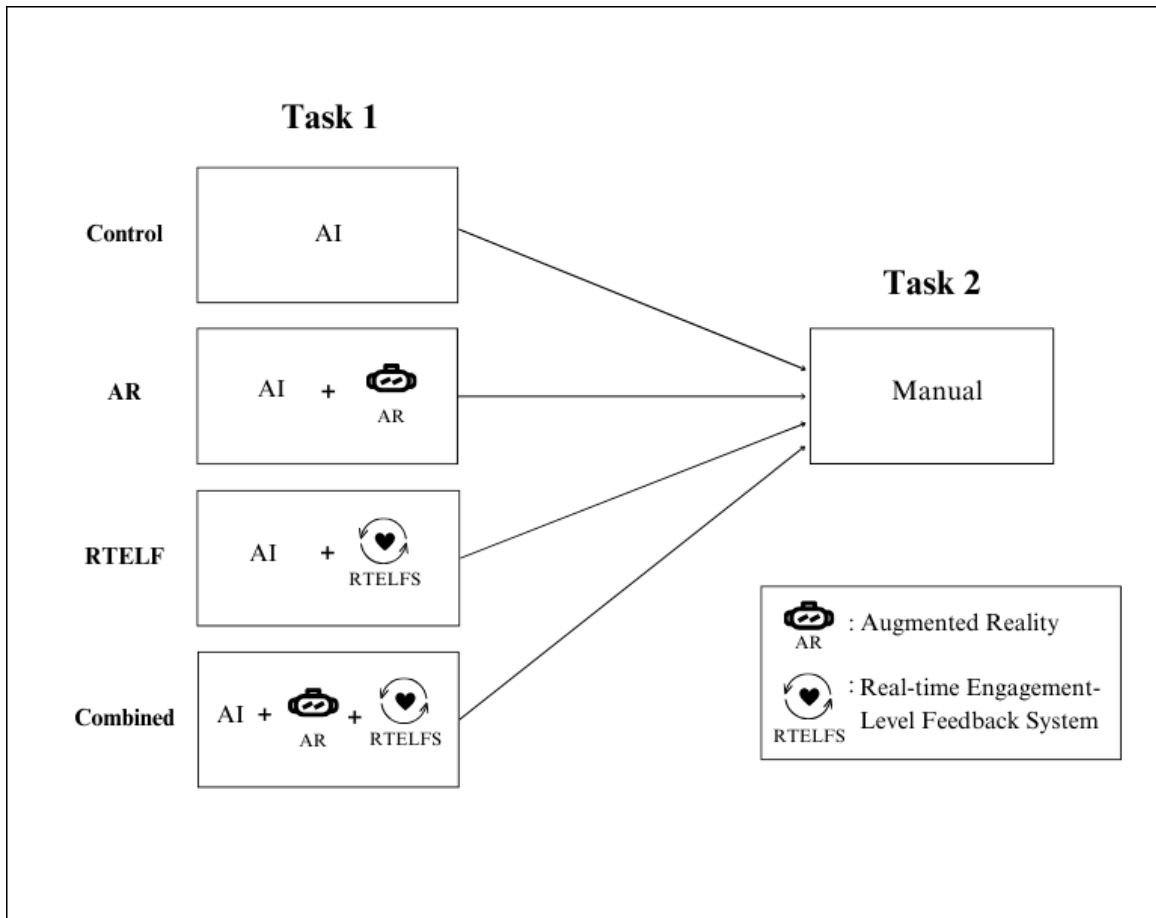 Task 1
Control
AI
Task 2
AR
AI + AR
Manual
RTELF
AI + RTELFS
Combined
AI + AR + RTELFS
AR : Augmented Reality
RTELFS : Real-time Engagement-
Level Feedback System